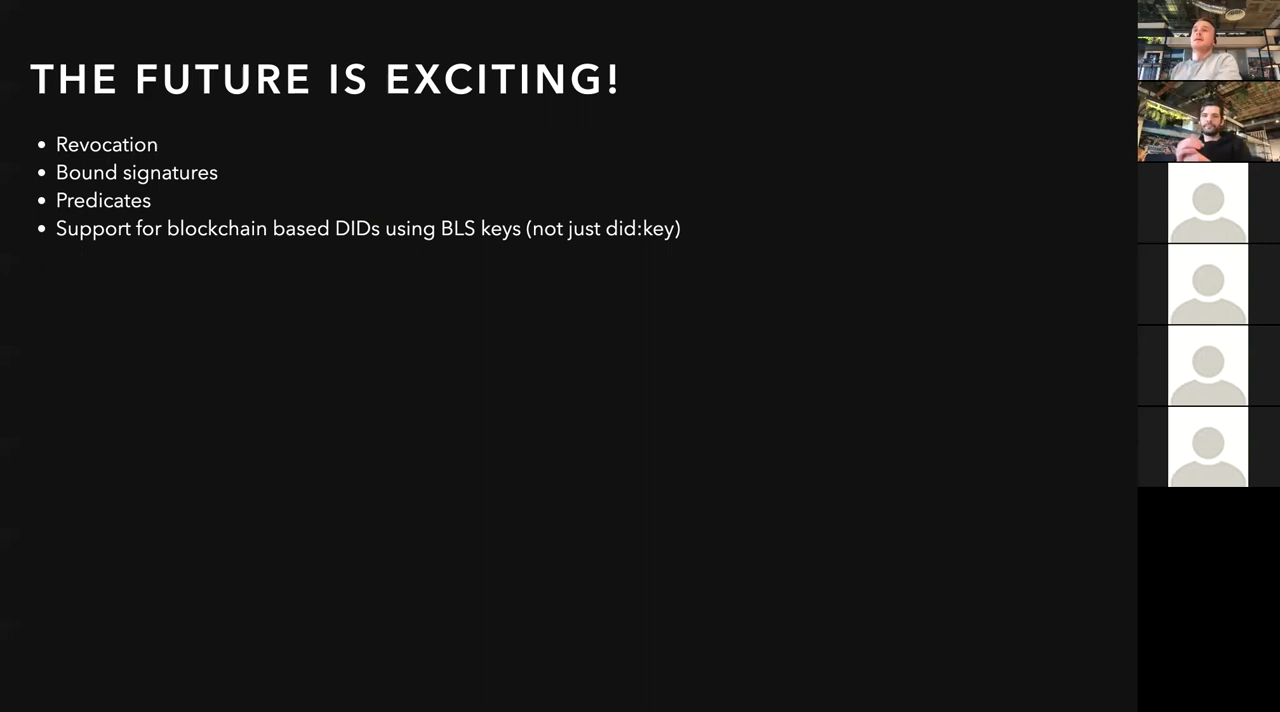 THE FUTURE IS EXCITING!
• Revocation
• Bound signatures
• Predicates
• Support for blockchain based DIDs using BLS keys (not just did:key)